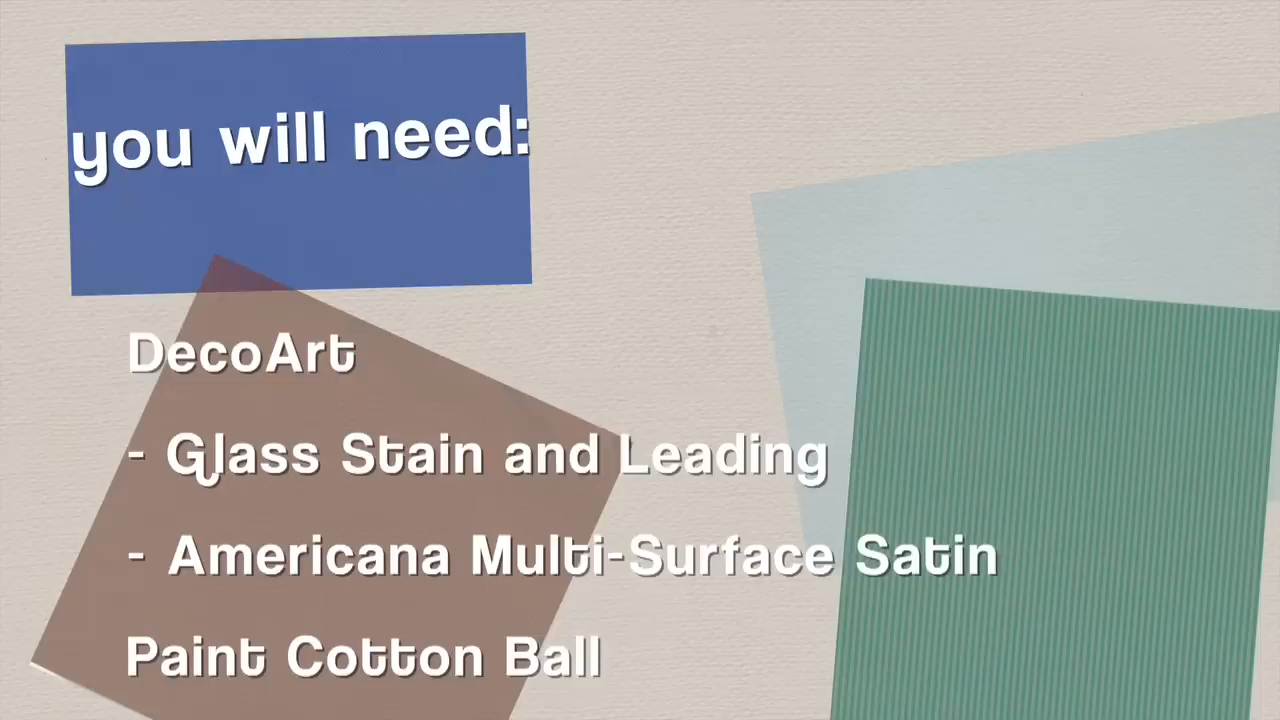 you will need:
DecoArt
- Glass Stain and Leading
- Americana Multi-Surface Satin
Paint Cotton Ball